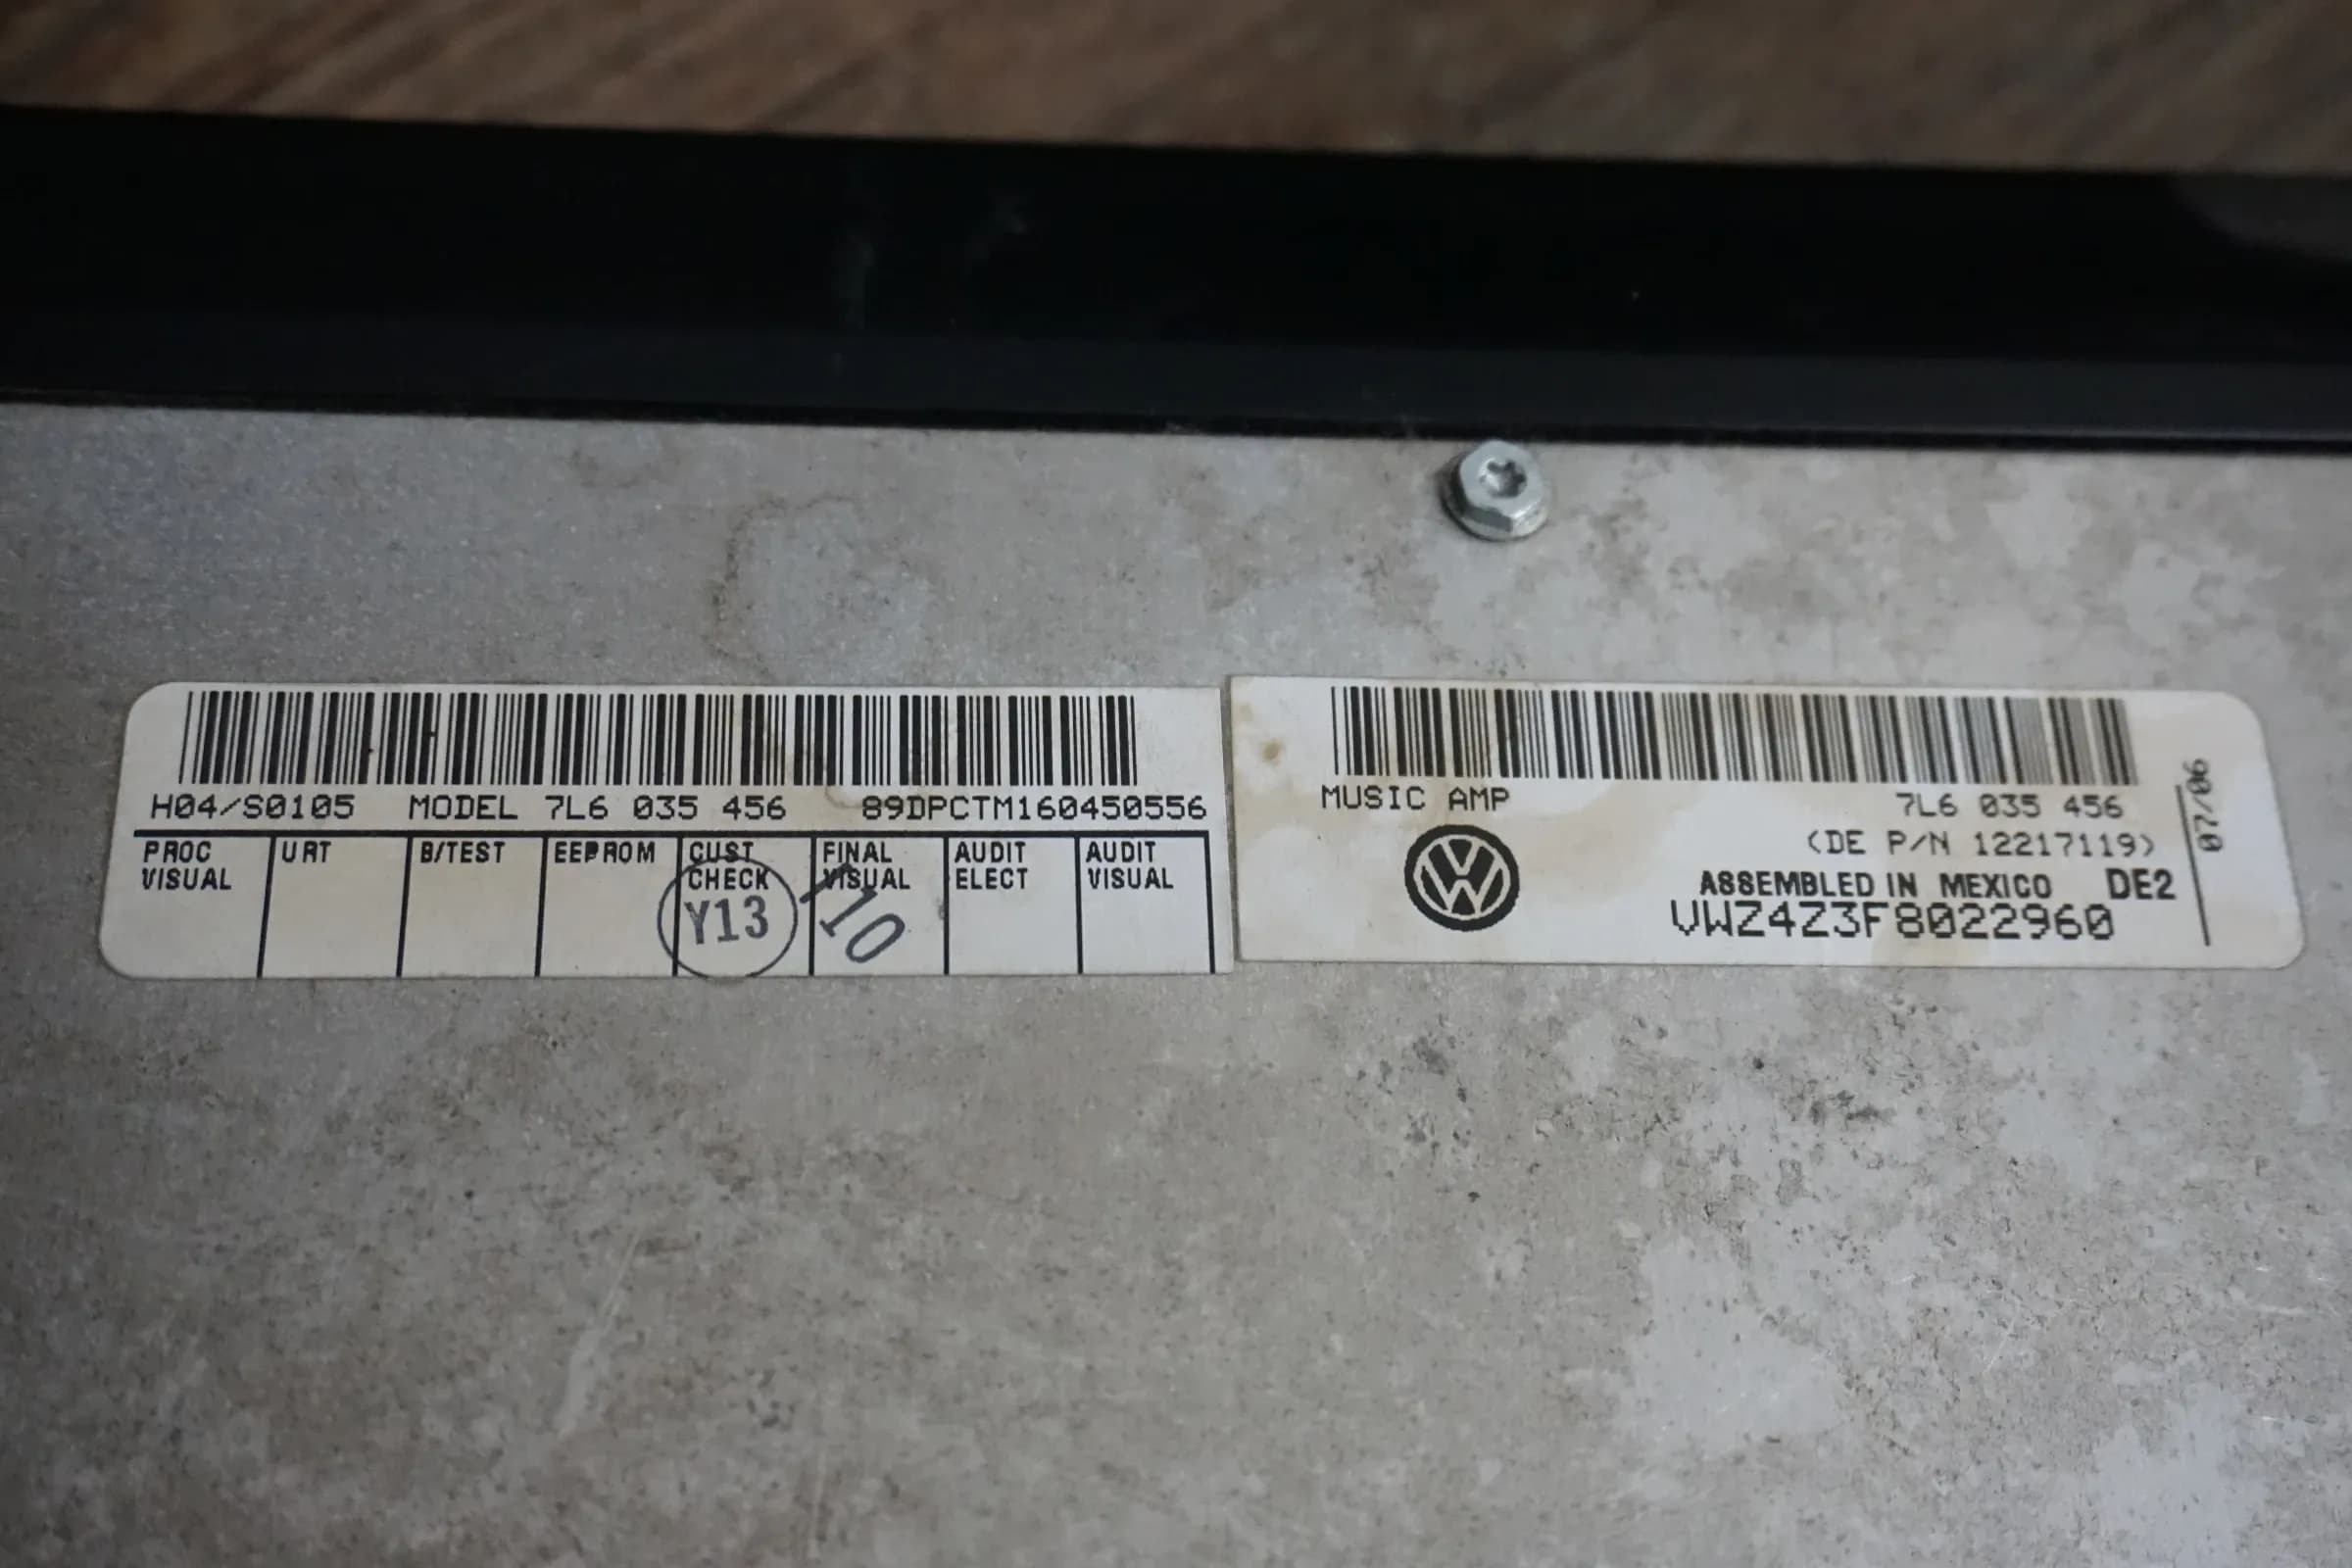 H04/S0105 MODEL 7L6 035 456 89DPCTM160450556
PROC VISUAL
URT
B/TEST
EEPROM
CUST CHECK
Y13
FINAL VISUAL
10
AUDIT ELECT
AUDIT VISUAL
MUSIC AMP 7L6 035 456
(DE P/N 12217119)
ASSEMBLED IN MEXICO DE2
VWZ4Z3F8022960
07/06